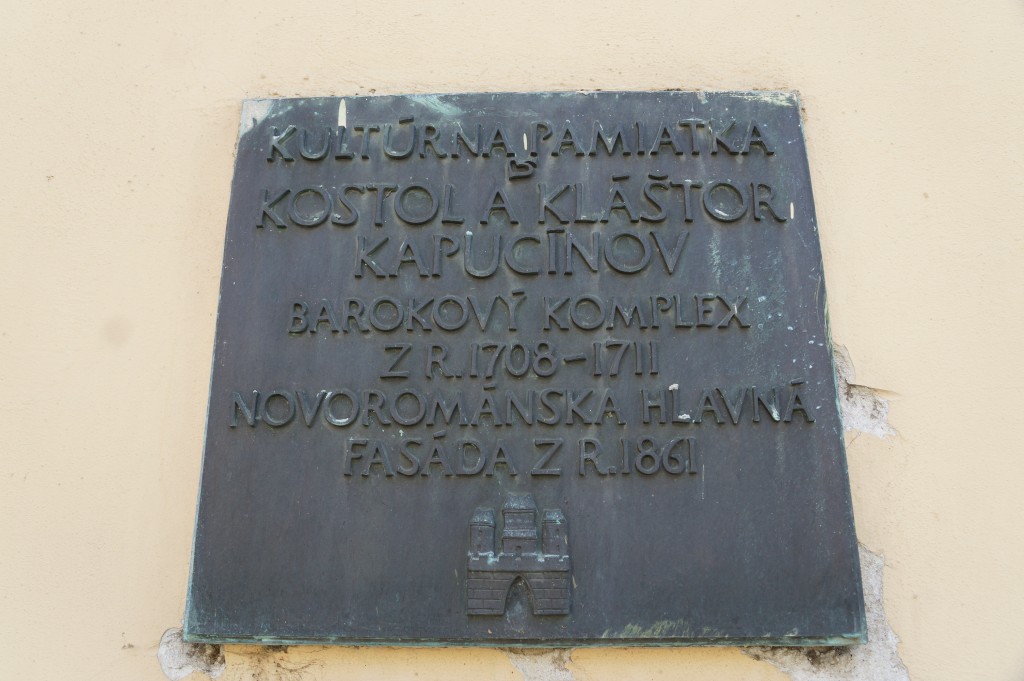 KULTÚRNA PAMIATKA
KOSTOL A KLÁŠTOR
KAPUCÍNOV
BAROKOVÝ KOMPLEX
Z R. 1708-1711
NOVOROMÁNSKA HLAVNÁ
FASÁDA Z R. 1861